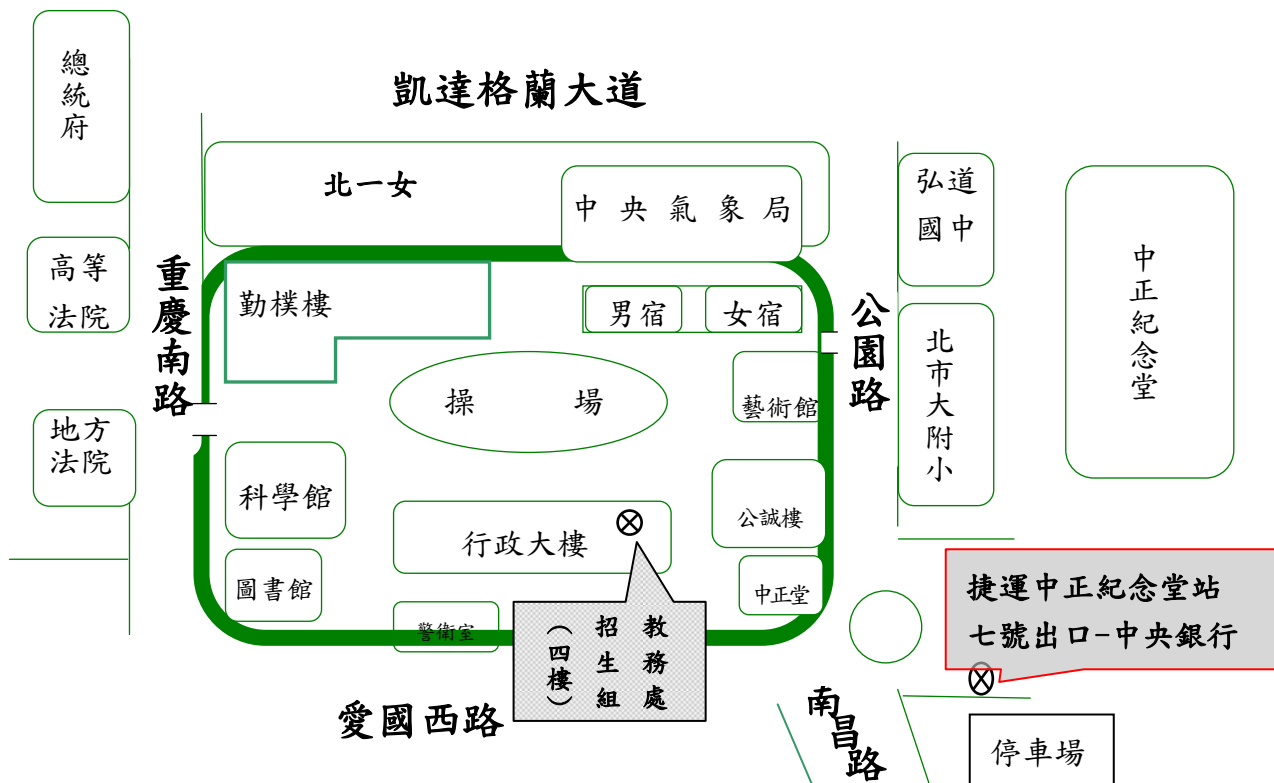 總統府
凱達格蘭大道
北一女
中央氣象局
弘道
國中
中正紀念堂
高等
法院
重慶南路
勤樸樓
男宿
女宿
公園路
北市大附小
操場
藝術館
地方
法院
科學館
行政大樓
公誠樓
圖書館
中正堂
警衛室
教務處
招生組
（四樓）
捷運中正紀念堂站
七號出口-中央銀行
愛國西路
南昌路
停車場